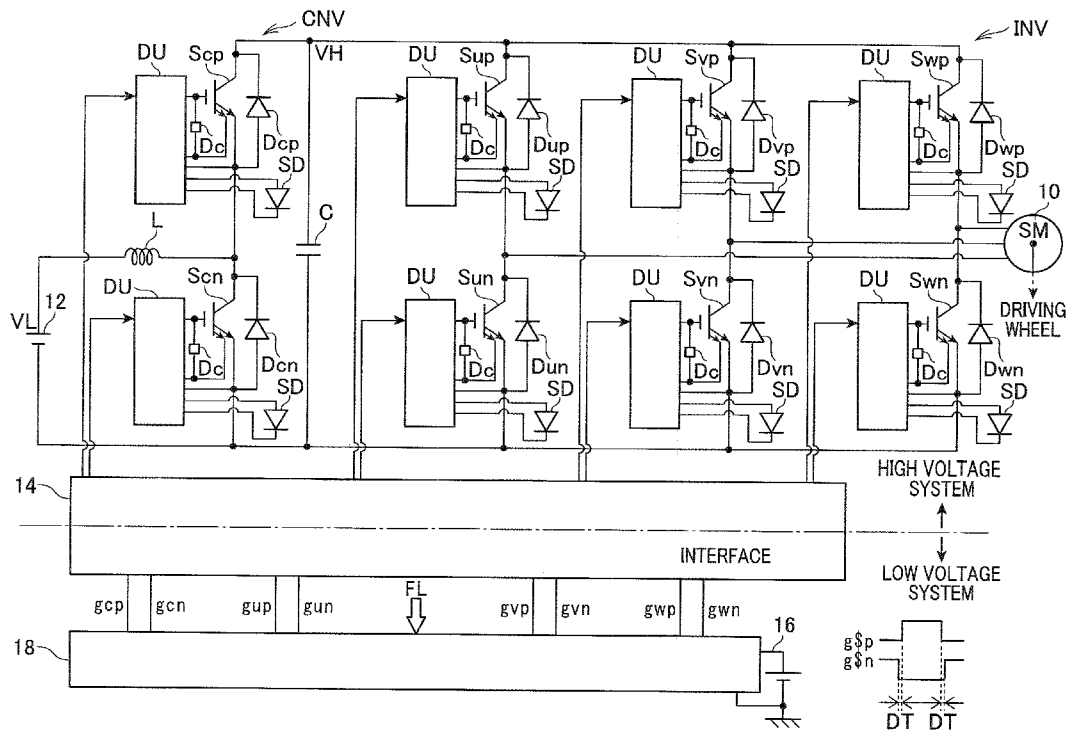 CNV
INV
DU
Scp
VH
DU
Sup
DU
Svp
DU
Swp
Dc
Dcp
SD
Dc
Dup
SD
Dc
Dvp
SD
Dc
Dwp
SD
10
SM
L
C
DU
Scn
DU
Sun
DU
Svn
DU
Swn
DRIVING
WHEEL
VL
12
Dc
Dcn
SD
Dc
Dun
SD
Dc
Dvn
SD
Dc
Dwn
SD
14
HIGH VOLTAGE
SYSTEM
INTERFACE
LOW VOLTAGE
SYSTEM
gcp
gcn
gup
gun
FL
gvp
gvn
gwp
gwn
16
18
g$p
g$n
DT
DT